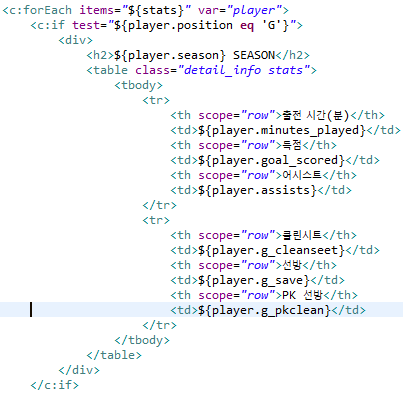 <c:forEach items="${stats}" var="player">
<c:if test="${player.position eq 'G'}">
<div>
<h2>${player.season} SEASON</h2>
<table class="detail_info stats">
<tbody>
<tr>
<th scope="row">출전 시간(분)</th>
<td>${player.minutes_played}</td>
<th scope="row">득점</th>
<td>${player.goal_scored}</td>
<th scope="row">어시스트</th>
<td>${player.assists}</td>
</tr>
<tr>
<th scope="row">클린시트</th>
<td>${player.g_cleanseet}</td>
<th scope="row">선방</th>
<td>${player.g_save}</td>
<th scope="row">PK 선방</th>
<td>${player.g_pkclean}</td>
</tr>
</tbody>
</table>
</div>
</c:if>